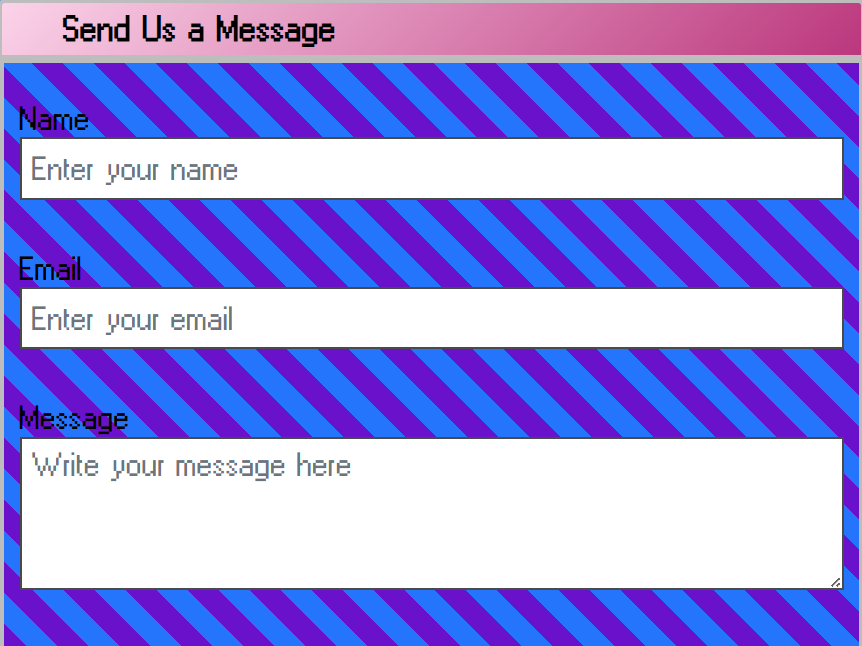 Send Us a Message
Name
Enter your name
Email
Enter your email
Message
Write your message here